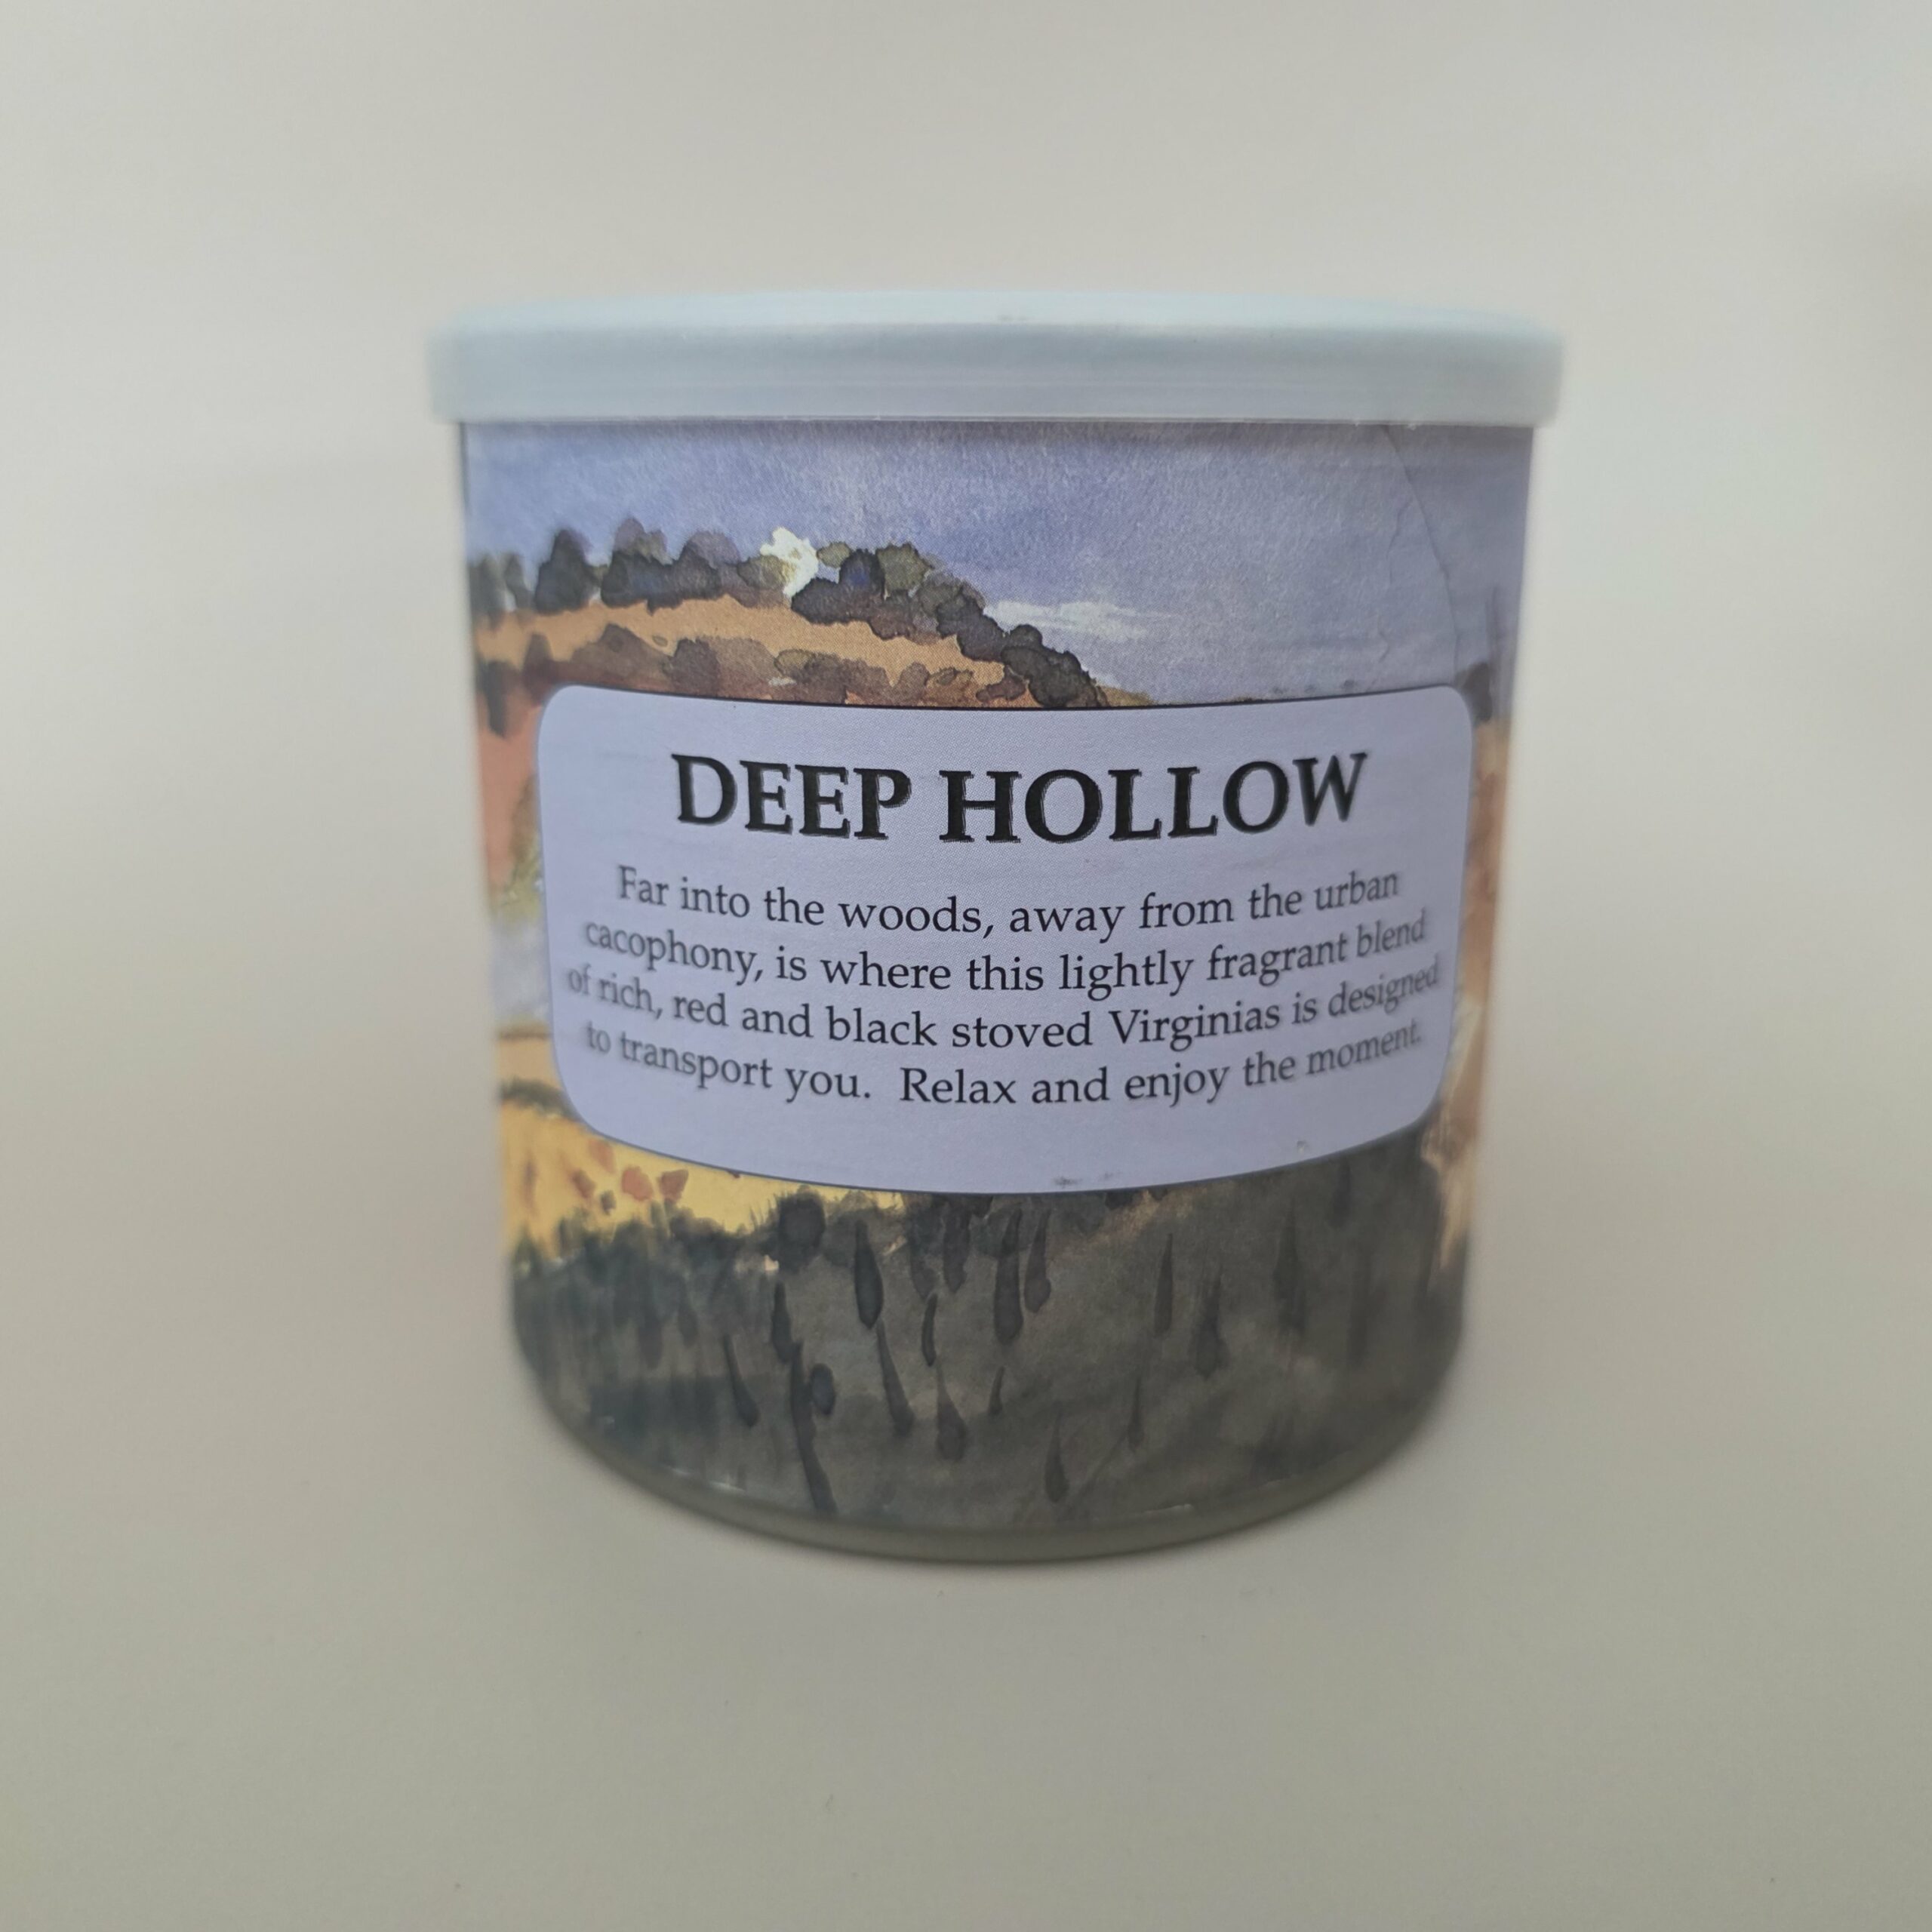 DEEP HOLLOW
Far into the woods, away from the urban
cacophony, is where this lightly fragrant blend
of rich, red and black stoved Virginias is designed
to transport you.  Relax and enjoy the moment.